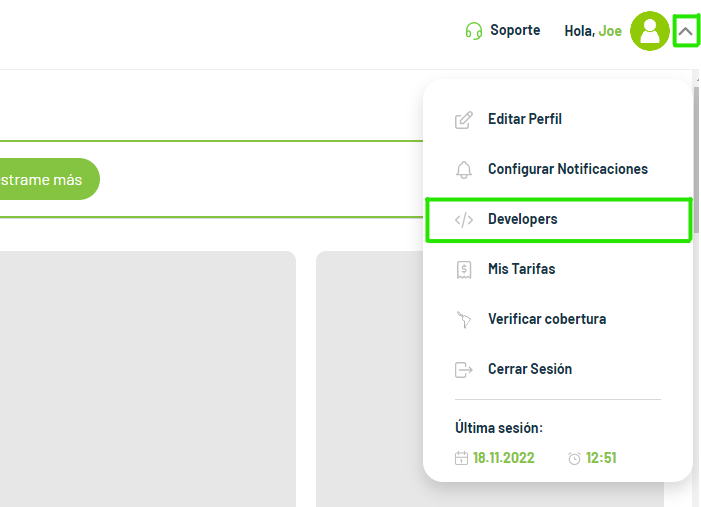 Soporte
Hola, Joe
Editar Perfil
strame más
Configurar Notificaciones
Developers
Mis Tarifas
Verificar cobertura
Cerrar Sesión
Última sesión:
18.11.2022 12:51